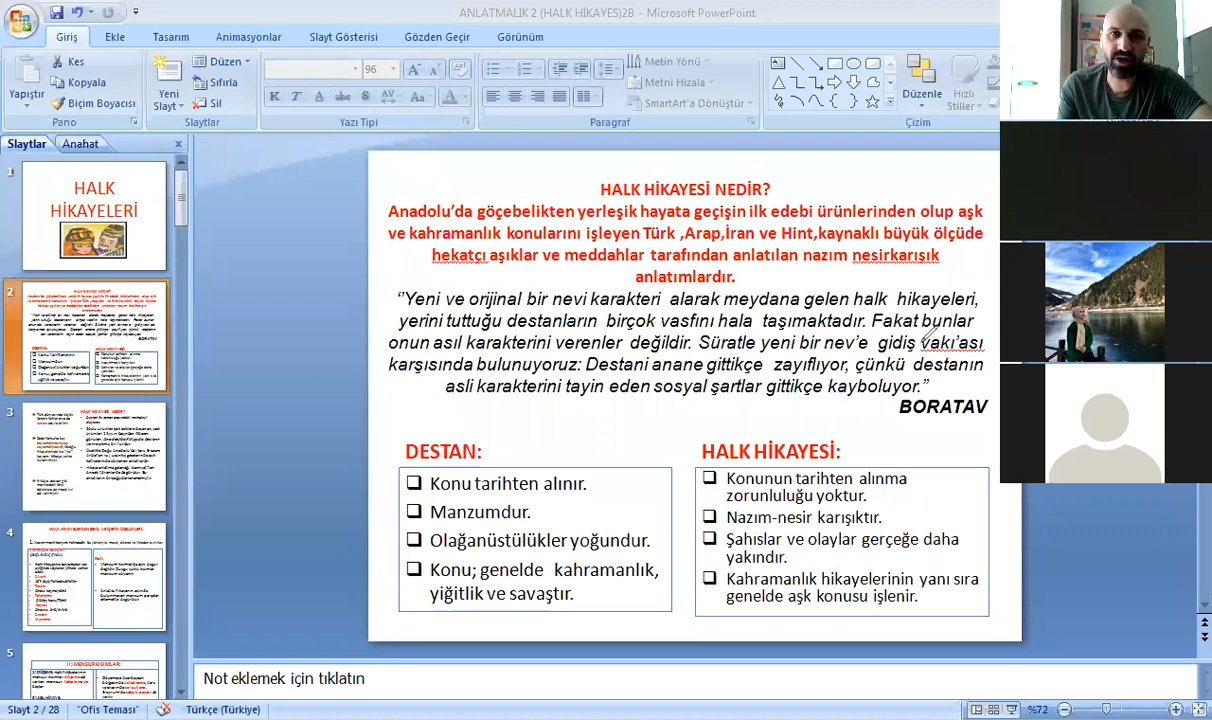 ANLATMALIK 2 (HALK HİKAYES)2B - Microsoft PowerPoint
Giriş
Ekle
Tasarım
Animasyonlar
Slayt Gösterisi
Gözden Geçir
Görünüm
Yapıştır
Kes
Kopyala
Biçim Boyacısı
Pano
Yeni
Slayt
Düzen
Sıfırla
Sil
Slaytlar
96
Yazı Tipi
Metin Yönü
Metni Hizala
SmartArt'a Dönüştür
Paragraf
Düzenle
Hızlı
Stiller
Çizim
Slaytlar
Anahat
1
HALK
HİKAYELERİ
2
3
4
5
HALK HİKAYESİ NEDİR?
Anadolu'da göçebelikten yerleşik hayata geçişin ilk edebi ürünlerinden olup aşk
ve kahramanlık konularını işleyen Türk ,Arap,İran ve Hint,kaynaklı büyük ölçüde
hekatçı aşıklar ve meddahlar tarafından anlatılan nazım nesirkarışık
anlatımlardır.
‘’Yeni ve orijinal bir nevi karakteri alarak meydana gelen halk hikayeleri,
yerini tuttuğu destanların birçok vasfını hala taşımaktadır. Fakat bunlar
onun asıl karakterini verenler değildir. Süratle yeni bir nev’e gidiş vakı’ası
karşısında bulunuyoruz: Destani anane gittikçe zayıflıyor, çünkü destanın
asli karakterini tayin eden sosyal şartlar gittikçe kayboluyor.”
BORATAV
DESTAN:
Konu tarihten alınır.
Manzumdur.
Olağanüstülükler yoğundur.
Konu; genelde kahramanlık,
yiğitlik ve savaştır.
HALK HİKAYESİ:
Konunun tarihten alınma
zorunluluğu yoktur.
Nazım-nesir karışıktır.
Şahıslar ve olaylar gerçeğe daha
yakındır.
Kahramanlık hikayelerinin yanı sıra
genelde aşk konusu işlenir.
Not eklemek için tıklatın
Slayt 2 / 28
"Ofis Teması"
Türkçe (Türkiye)
%72